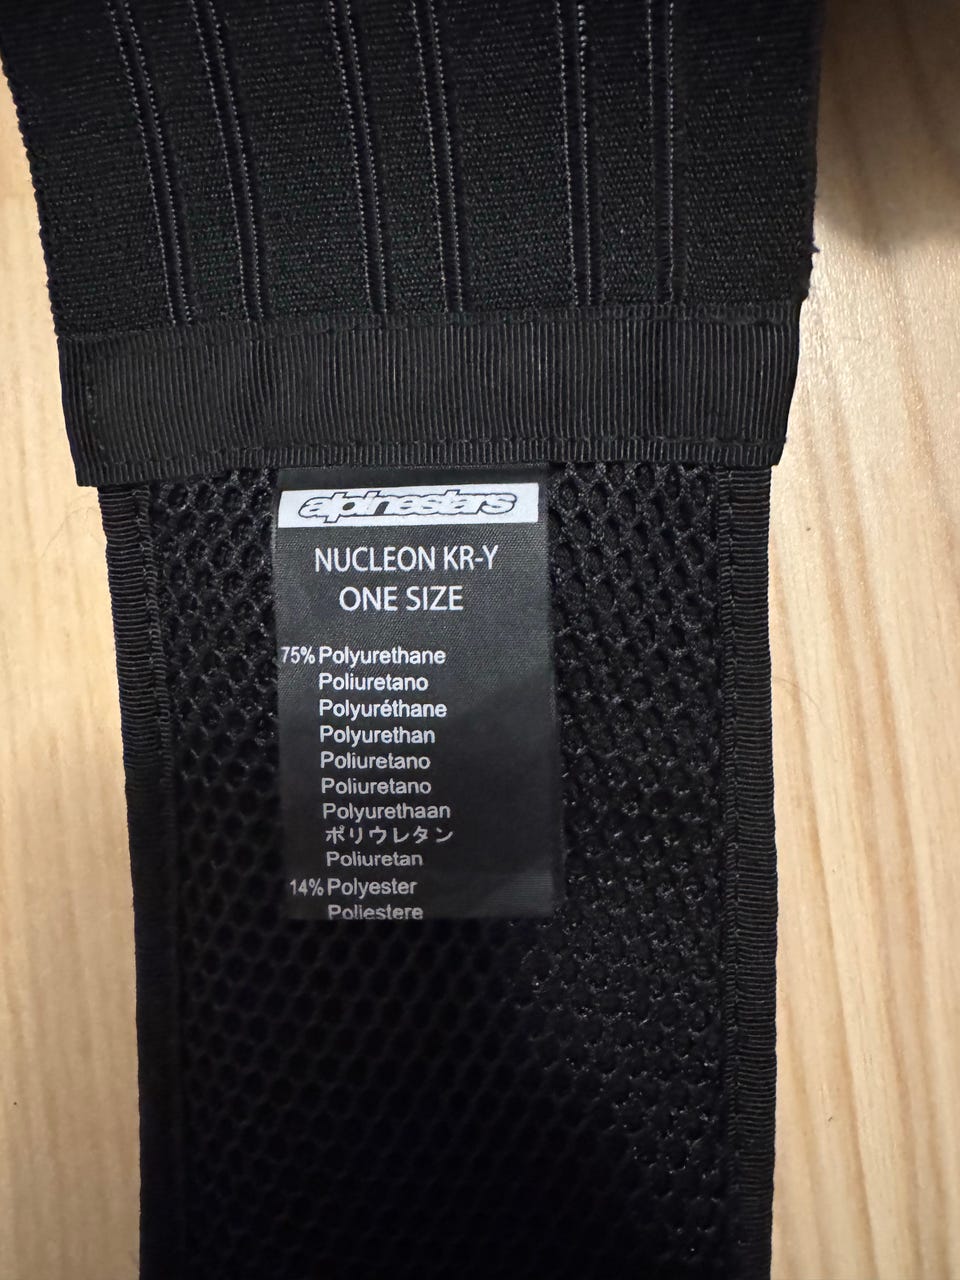 alpinestars
NUCLEON KR-Y
ONE SIZE
75% Polyurethane
Poliuretano
Polyuréthane
Polyurethan
Poliuretano
Poliuretano
Polyurethaan
ポリウレタン
Poliuretan
14% Polyester
Poliestere